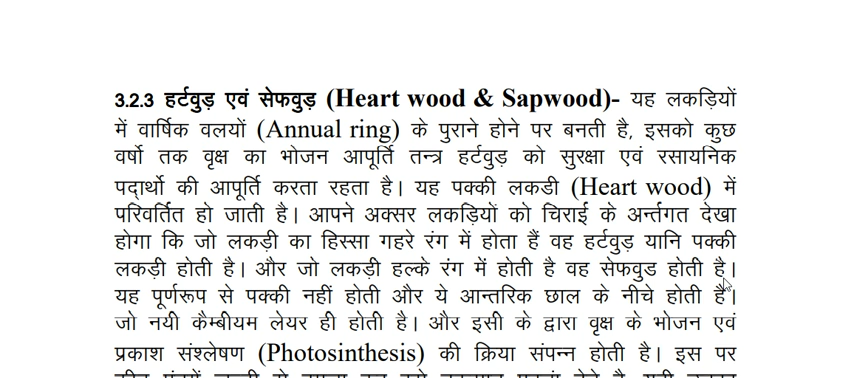 3.2.3 हर्टवुड़ एवं सेफवुड़ (Heart wood & Sapwood)- यह लकड़ियों
में वार्षिक वलयों (Annual ring) के पुराने होने पर बनती है, इसको कुछ
वर्षो तक वृक्ष का भोजन आपूर्ति तन्त्र हर्टवुड़ को सुरक्षा एवं रसायनिक
पद्ार्थो की आपूर्ति करता रहता है। यह पक्की लकडी (Heart wood) में
परिवर्तित हो जाती है। आपने अक्सर लकड़ियों को चिराई के अर्न्तगत देखा
होगा कि जो लकड़ी का हिस्सा गहरे रंग में होता हैं वह हर्टवुड़ यानि पक्की
लकड़ी होती है। और जो लकड़ी हल्के रंग में होती है वह सेफवुड होती है।
यह पूर्णरूप से पक्की नहीं होती और ये आन्तरिक छाल के नीचे होती है।
जो नयी कैम्बीयम लेयर ही होती है। और इसी के द्वारा वृक्ष के भोजन एवं
प्रकाश संश्लेषण (Photosinthesis) की क्रिया संपन्न होती है। इस पर